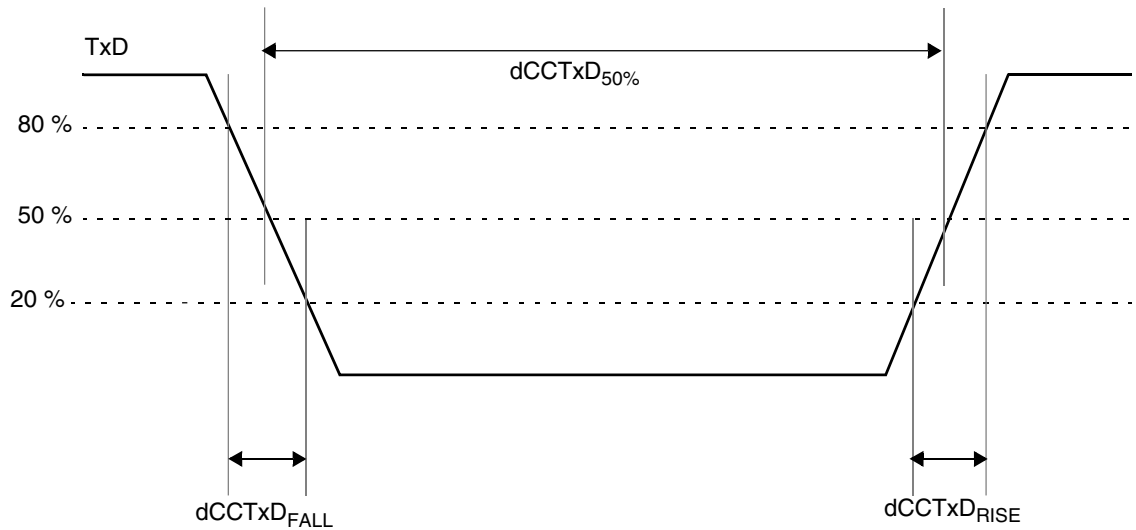 TxD
dCCTxD50%
80 %
50 %
20 %
dCCTxDFALL
dCCTxDRISE